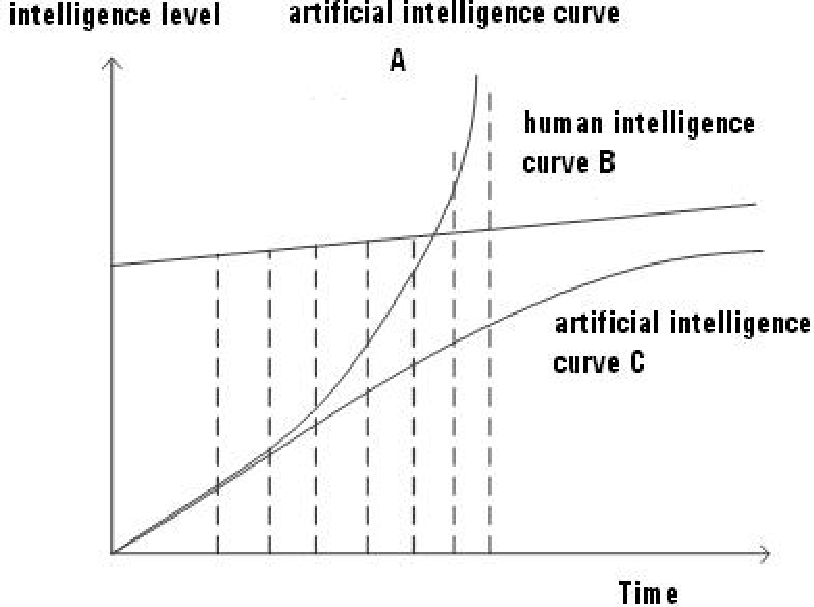 intelligence level
artificial intelligence curve
A
human intelligence
curve B
artificial intelligence
curve C
Time